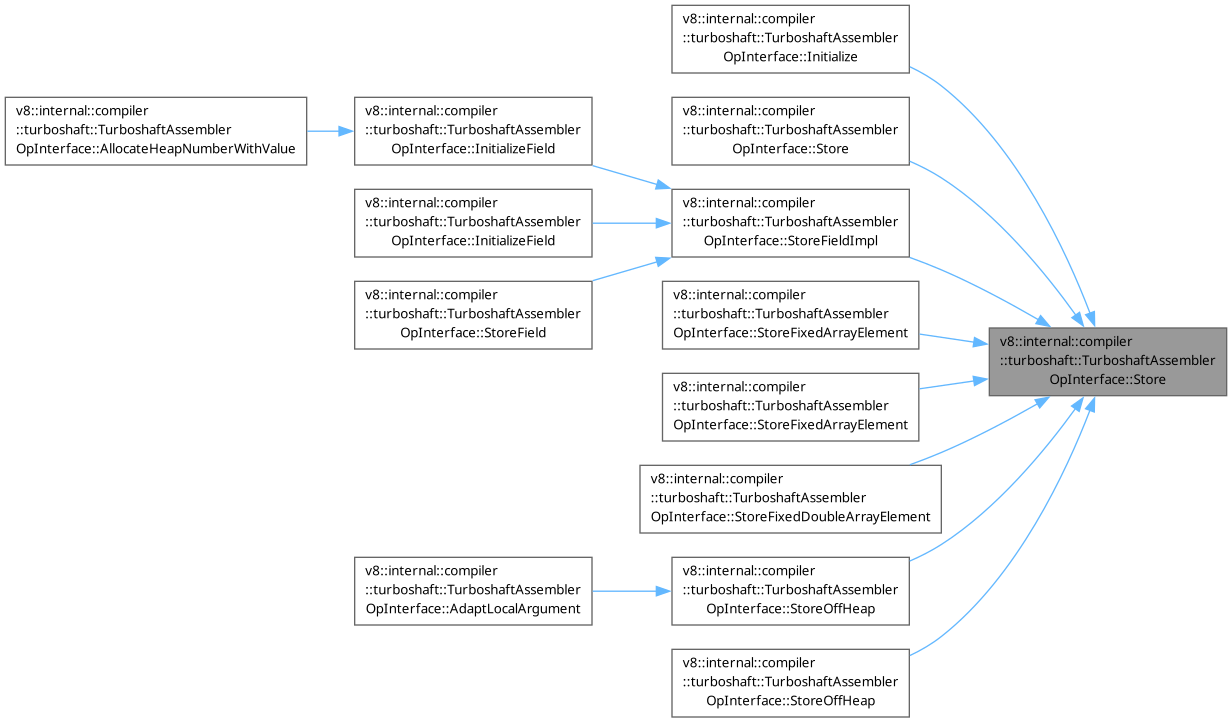 v8::internal::compiler
::turboshaft::TurboshaftAssembler
OpInterface::Initialize
v8::internal::compiler
::turboshaft::TurboshaftAssembler
OpInterface::AllocateHeapNumberWithValue
v8::internal::compiler
::turboshaft::TurboshaftAssembler
OpInterface::InitializeField
v8::internal::compiler
::turboshaft::TurboshaftAssembler
OpInterface::Store
v8::internal::compiler
::turboshaft::TurboshaftAssembler
OpInterface::InitializeField
v8::internal::compiler
::turboshaft::TurboshaftAssembler
OpInterface::StoreFieldImpl
v8::internal::compiler
::turboshaft::TurboshaftAssembler
OpInterface::StoreField
v8::internal::compiler
::turboshaft::TurboshaftAssembler
OpInterface::StoreFixedArrayElement
v8::internal::compiler
::turboshaft::TurboshaftAssembler
OpInterface::Store
v8::internal::compiler
::turboshaft::TurboshaftAssembler
OpInterface::StoreFixedArrayElement
v8::internal::compiler
::turboshaft::TurboshaftAssembler
OpInterface::StoreFixedDoubleArrayElement
v8::internal::compiler
::turboshaft::TurboshaftAssembler
OpInterface::AdaptLocalArgument
v8::internal::compiler
::turboshaft::TurboshaftAssembler
OpInterface::StoreOffHeap
v8::internal::compiler
::turboshaft::TurboshaftAssembler
OpInterface::StoreOffHeap